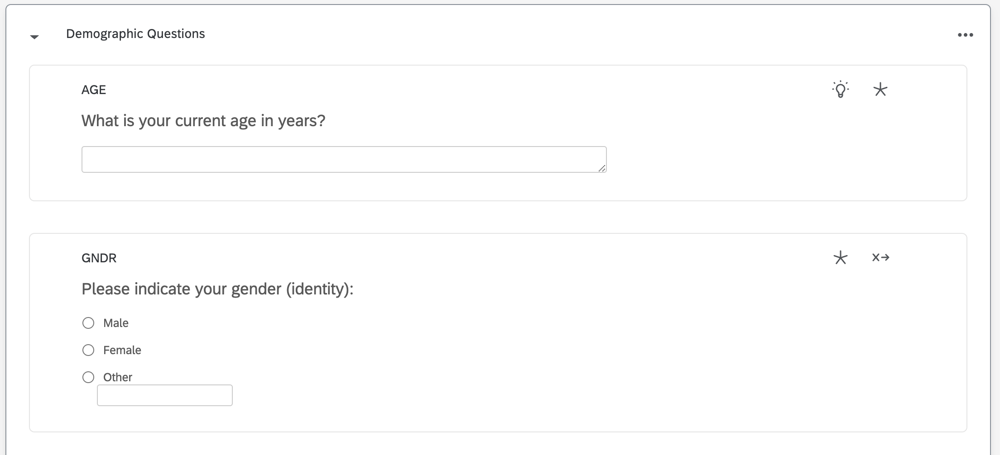 Demographic Questions
AGE
What is your current age in years?
GNDR
Please indicate your gender (identity):
Male
Female
Other